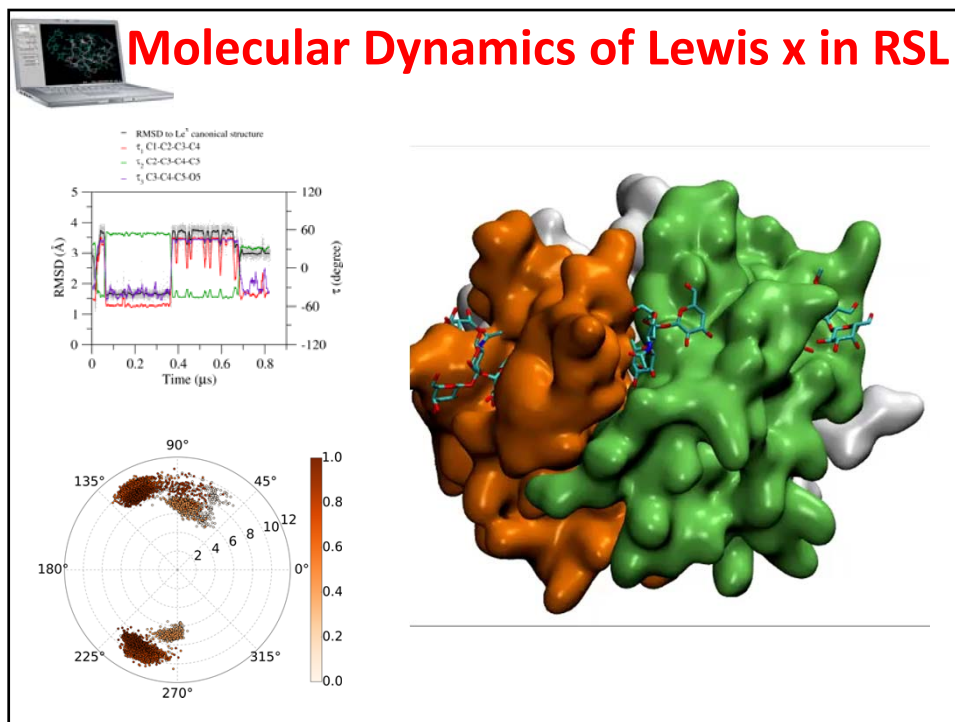 Molecular Dynamics of Lewis x in RSL
RMSD to Leˣ canonical structure
τ₁ C1-C2-C3-C4
τ₂ C2-C3-C4-C5
τ₃ C3-C4-C5-O5
5
4
3
2
1
0
RMSD (Å)
120
60
0
-60
-120
τ (degree)
0 0.2 0.4 0.6 0.8 1
Time (μs)
90°
135° 45°
180° 0°
225° 315°
270°
2 4 6 8 10 12
1.0
0.8
0.6
0.4
0.2
0.0